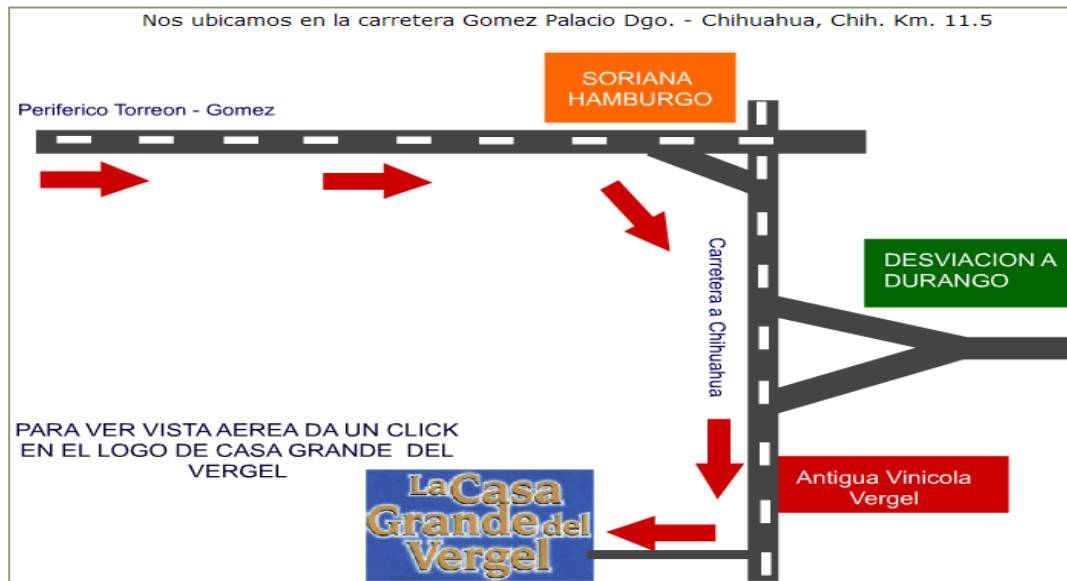 Nos ubicamos en la carretera Gomez Palacio Dgo. - Chihuahua, Chih. Km. 11.5
SORIANA
HAMBURGO
Periferico Torreon - Gomez
Carretera a Chihuahua
DESVIACION A
DURANGO
PARA VER VISTA AEREA DA UN CLICK
EN EL LOGO DE CASA GRANDE DEL
VERGEL
Antigua Vinicola
Vergel
La Casa
Grande del
Vergel